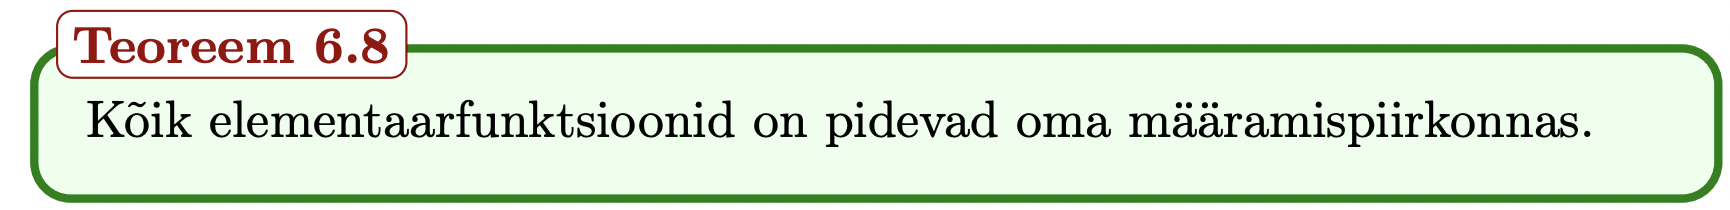 Teoreem 6.8
Kõik elementaarfunktsioonid on pidevad oma määramispiirkonnas.